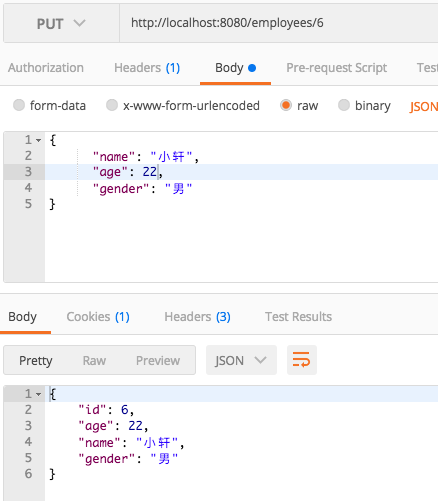 PUT http://localhost:8080/employees/6
Authorization Headers (1) Body Pre-request Script
form-data x-www-form-urlencoded raw binary JSON
1 {
2 "name": "小轩",
3 "age": 22,
4 "gender": "男"
5 }
Body Cookies (1) Headers (3) Test Results
Pretty Raw Preview JSON
1 {
2 "id": 6,
3 "age": 22,
4 "name": "小轩",
5 "gender": "男"
6 }